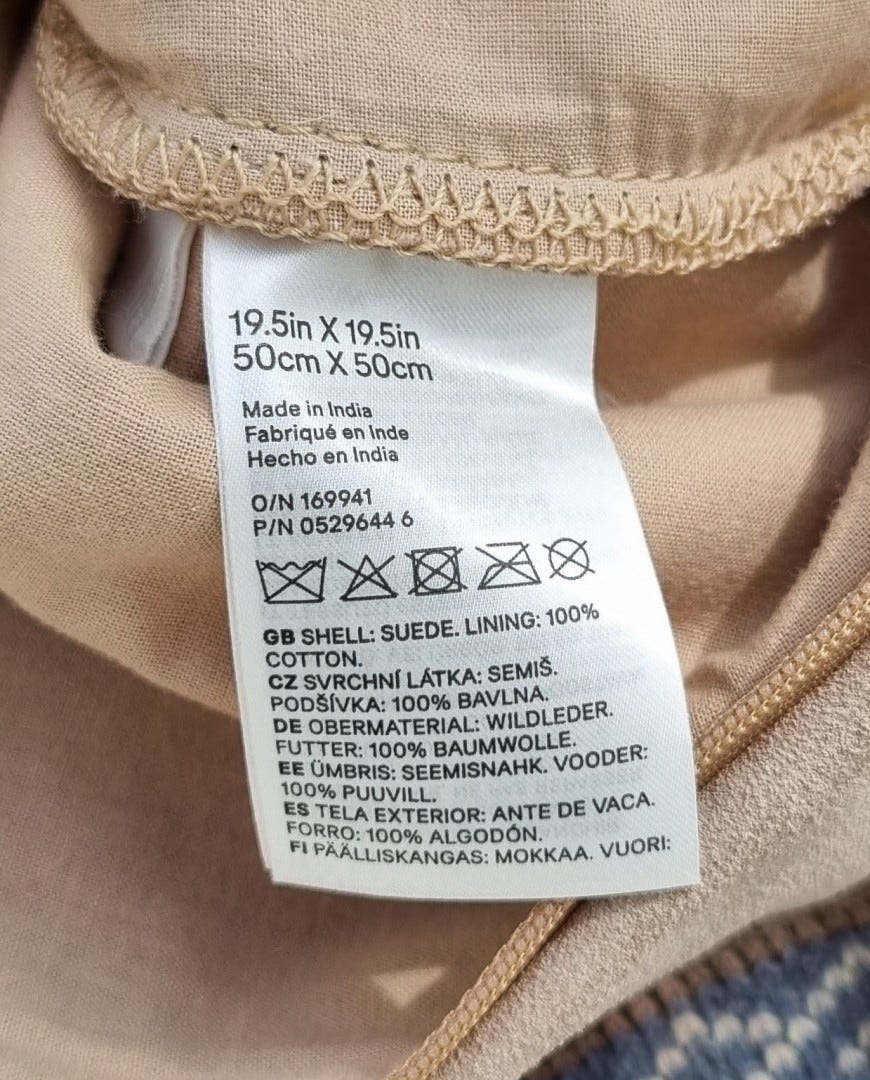 19.5in X 19.5in
50cm X 50cm
Made in India
Fabriqué en Inde
Hecho en India
O/N 169941
P/N 0529644 6
GB SHELL: SUEDE. LINING: 100%
COTTON.
CZ SVRCHNÍ LÁTKA: SEMIŠ.
PODŠÍVKA: 100% BAVLNA.
DE OBERMATERIAL: WILDLEDER.
FUTTER: 100% BAUMWOLLE.
EE ÜMBRIS: SEEMISNAHK. VOODER:
100% PUUVILL.
ES TELA EXTERIOR: ANTE DE VACA.
FORRO: 100% ALGODÓN.
FI PÄÄLLISKANGAS: MOKKAA. VUORI: